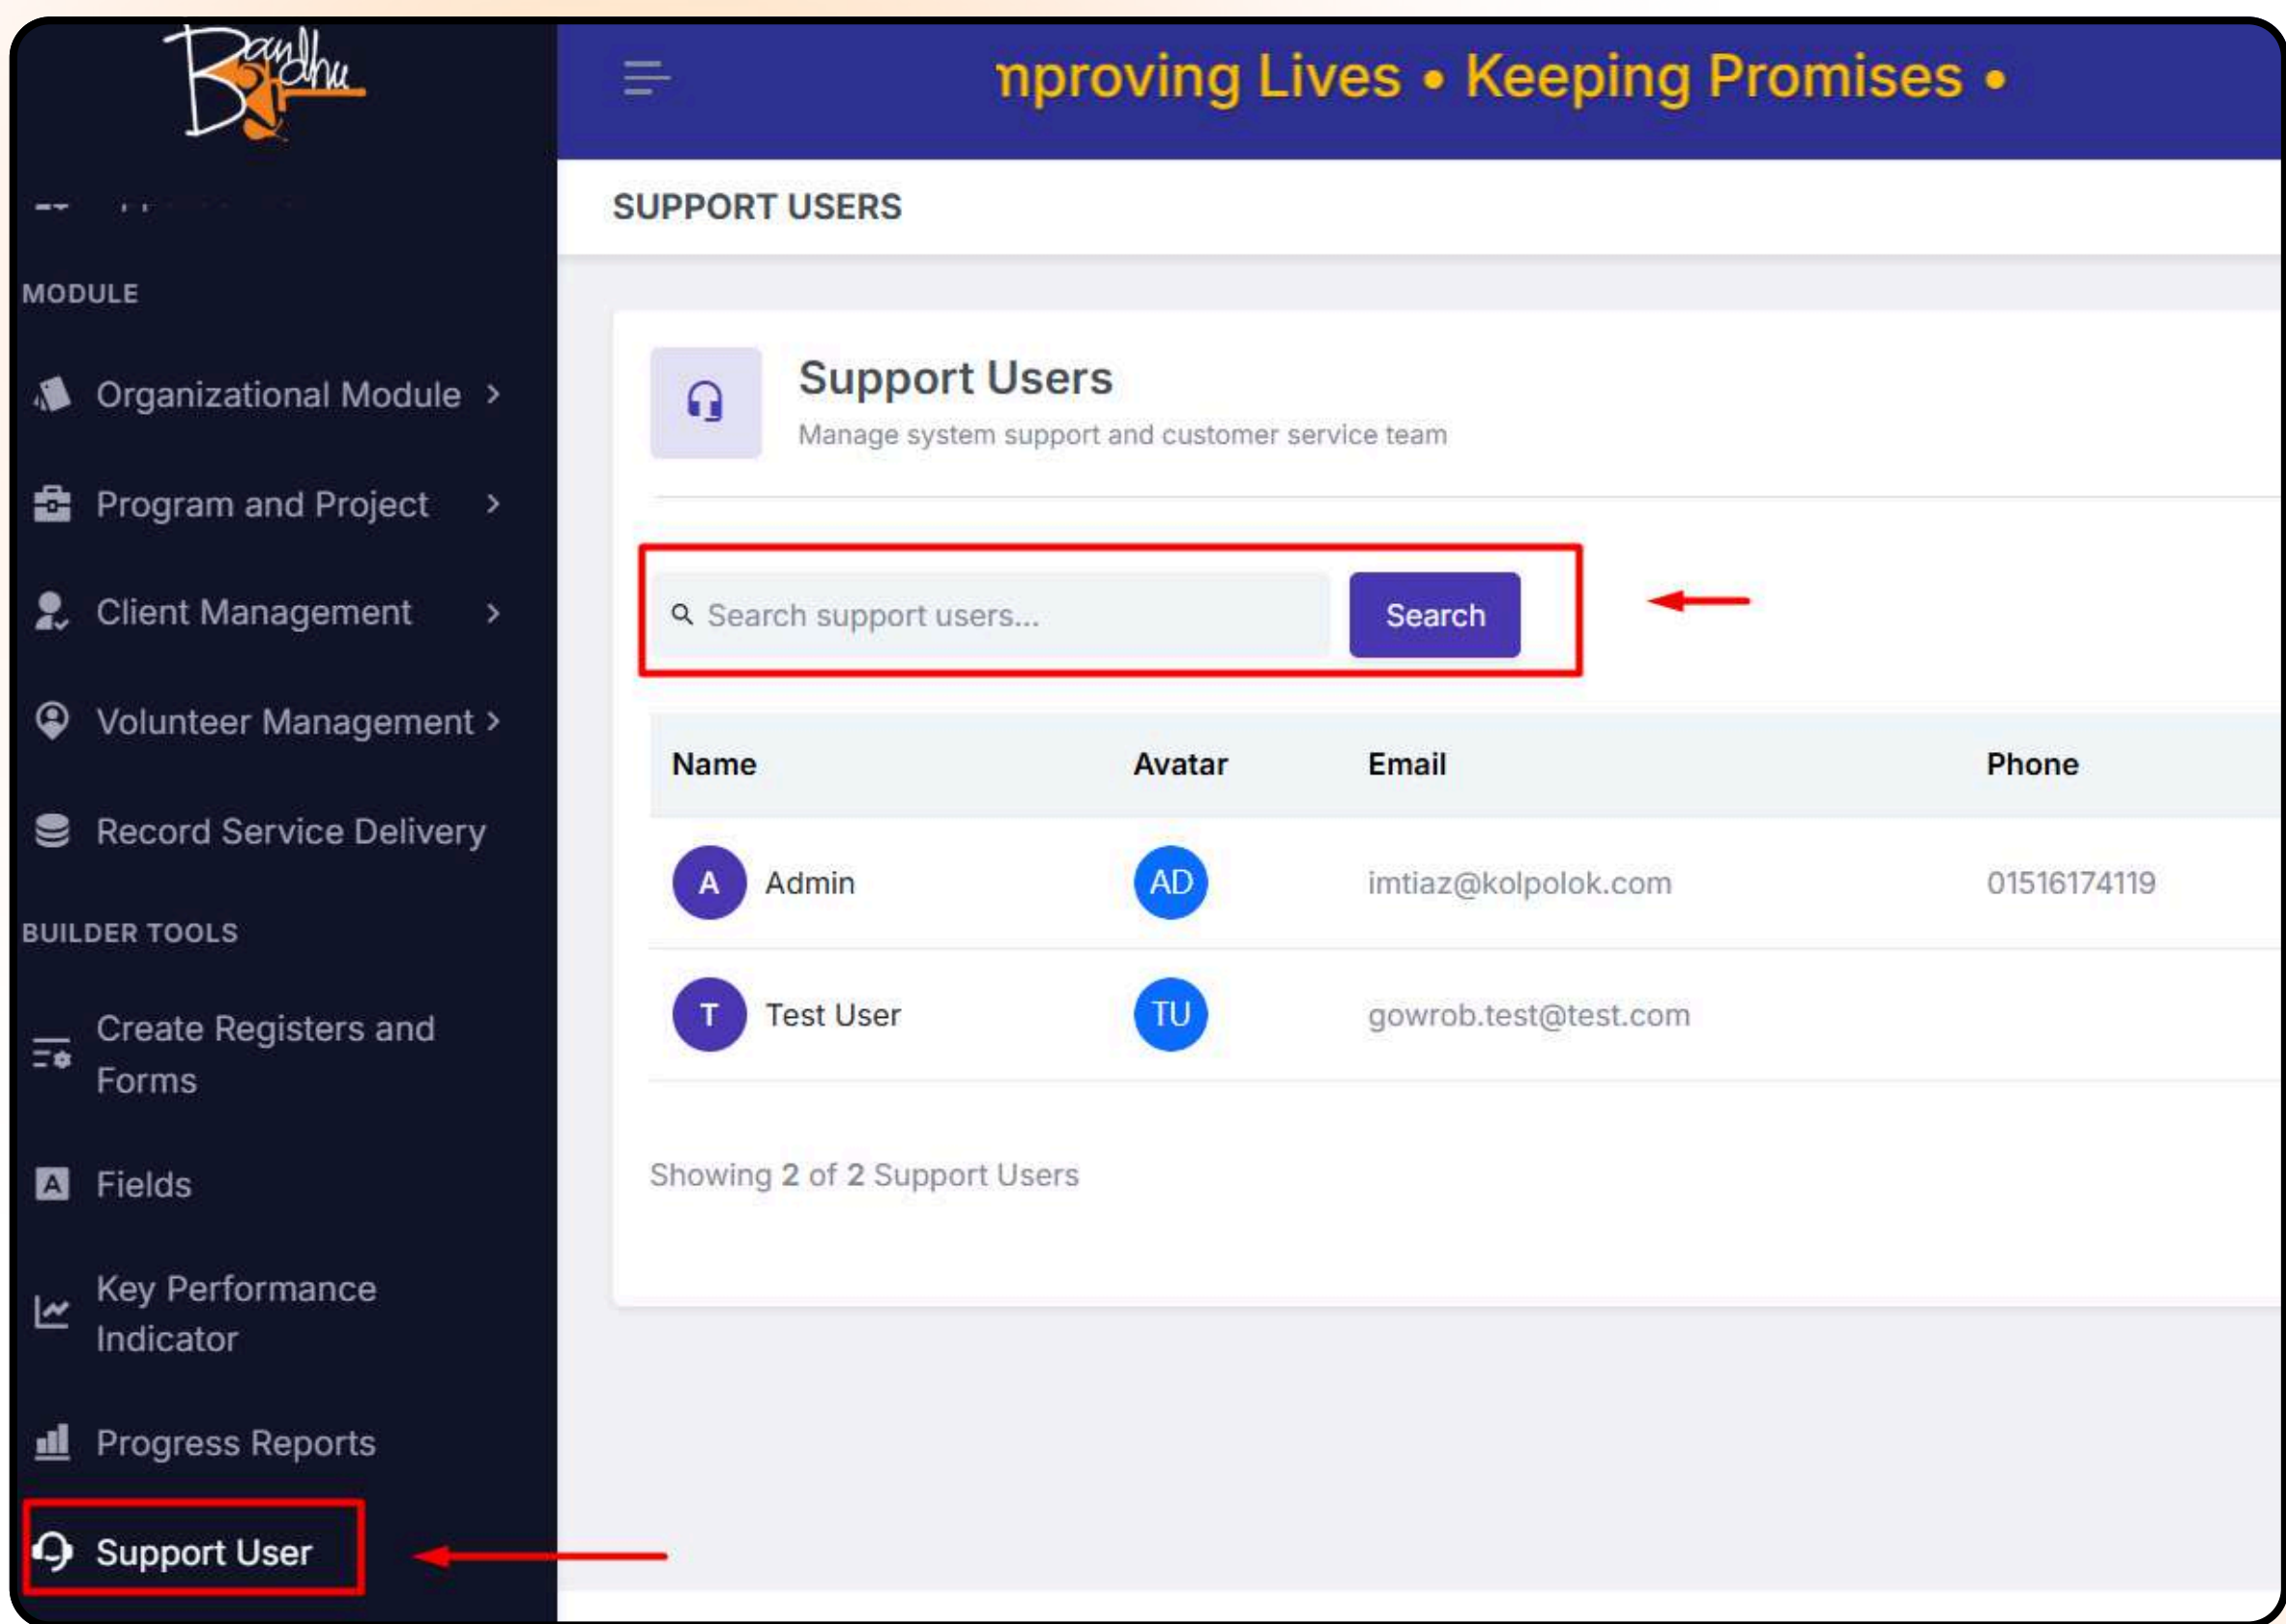 Bandhu
mproving Lives • Keeping Promises •
SUPPORT USERS
MODULE
Organizational Module
Program and Project
Client Management
Volunteer Management
Record Service Delivery
BUILDER TOOLS
Create Registers and
Forms
Fields
Key Performance
Indicator
Progress Reports
Support User
Support Users
Manage system support and customer service team
Search support users...
Search
Name Avatar Email Phone
A Admin AD imtiaz@kolpolok.com 01516174119
T Test User TU gowrob.test@test.com
Showing 2 of 2 Support Users